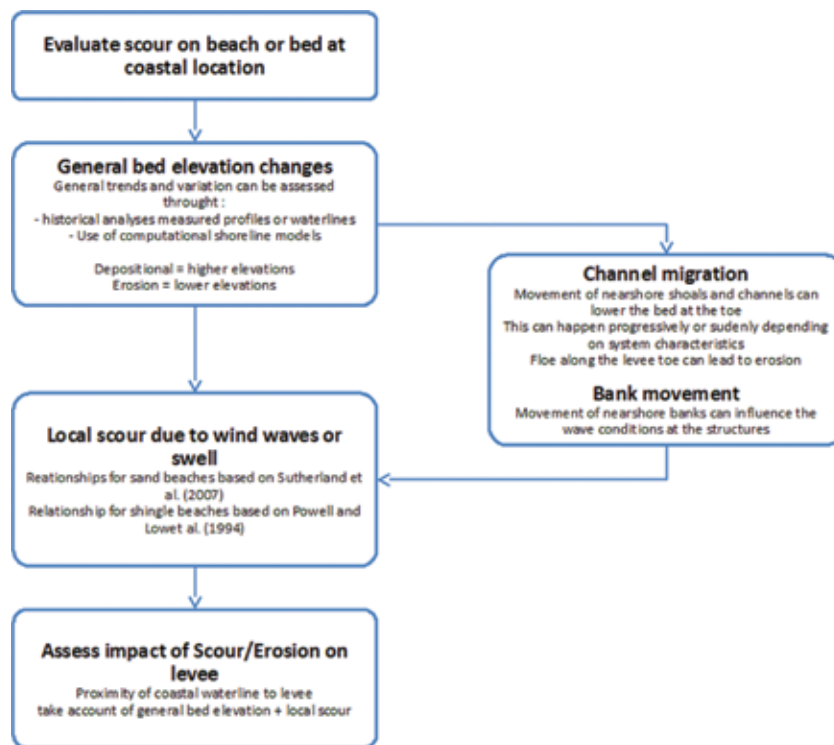 Evaluate scour on beach or bed at
coastal location
General bed elevation changes
General trends and variation can be assessed
throught :
- historical analyses measured profiles or waterlines
- Use of computational shoreline models
Depositional = higher elevations
Erosion = lower elevations
Channel migration
Movement of nearshore shoals and channels can
lower the bed at the toe
This can happen progressively or sudenly depending
on system characteristics
Floe along the levee toe can lead to erosion
Bank movement
Movement of nearshore banks can influence the
wave conditions at the structures
Local scour due to wind waves or
swell
Reationships for sand beaches based on Sutherland et
al. (2007)
Relationship for shingle beaches based on Powell and
Lowet al. (1994)
Assess impact of Scour/Erosion on
levee
Proximity of coastal waterline to levee
take account of general bed elevation + local scour